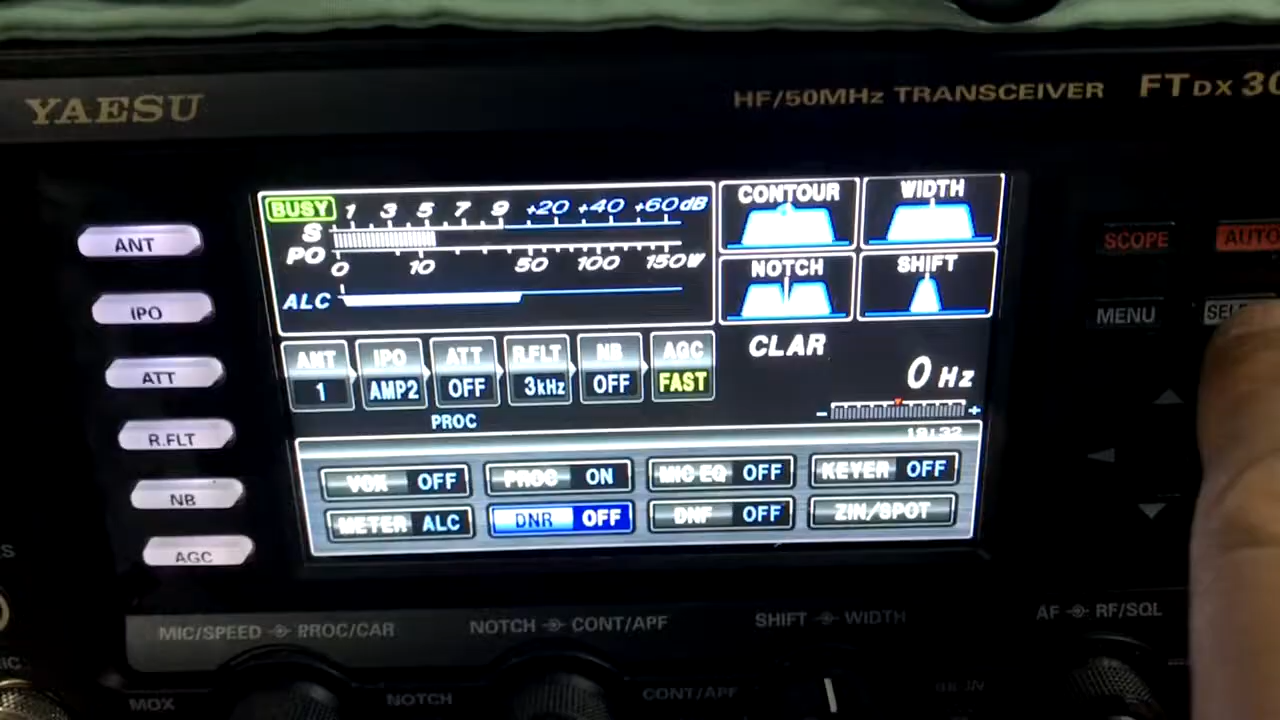 YAESU
HF/50MHz TRANSCEIVER FTDX 30
BUSY 1 3 5 7 9 +20 +40 +60dB
S
PO 0 10 50 100 150W
ALC
CONTOUR WIDTH
NOTCH SHIFT
ANT
IPO
ATT
R.FLT
NB
AGC
ANT 1
IPO AMP2
ATT OFF
R.FLT 3kHz
NB OFF
AGC FAST
CLAR
0 Hz
- +
PROC
VOX OFF PROC ON MIC EQ OFF KEYER OFF
METER ALC DNR OFF DNF OFF ZIN/SPOT
SCOPE AUTO
MENU SELE
MIC/SPEED PROC/CAR NOTCH CONT/APF SHIFT WIDTH AF RF/SQL
MOX NOTCH CONT/APF